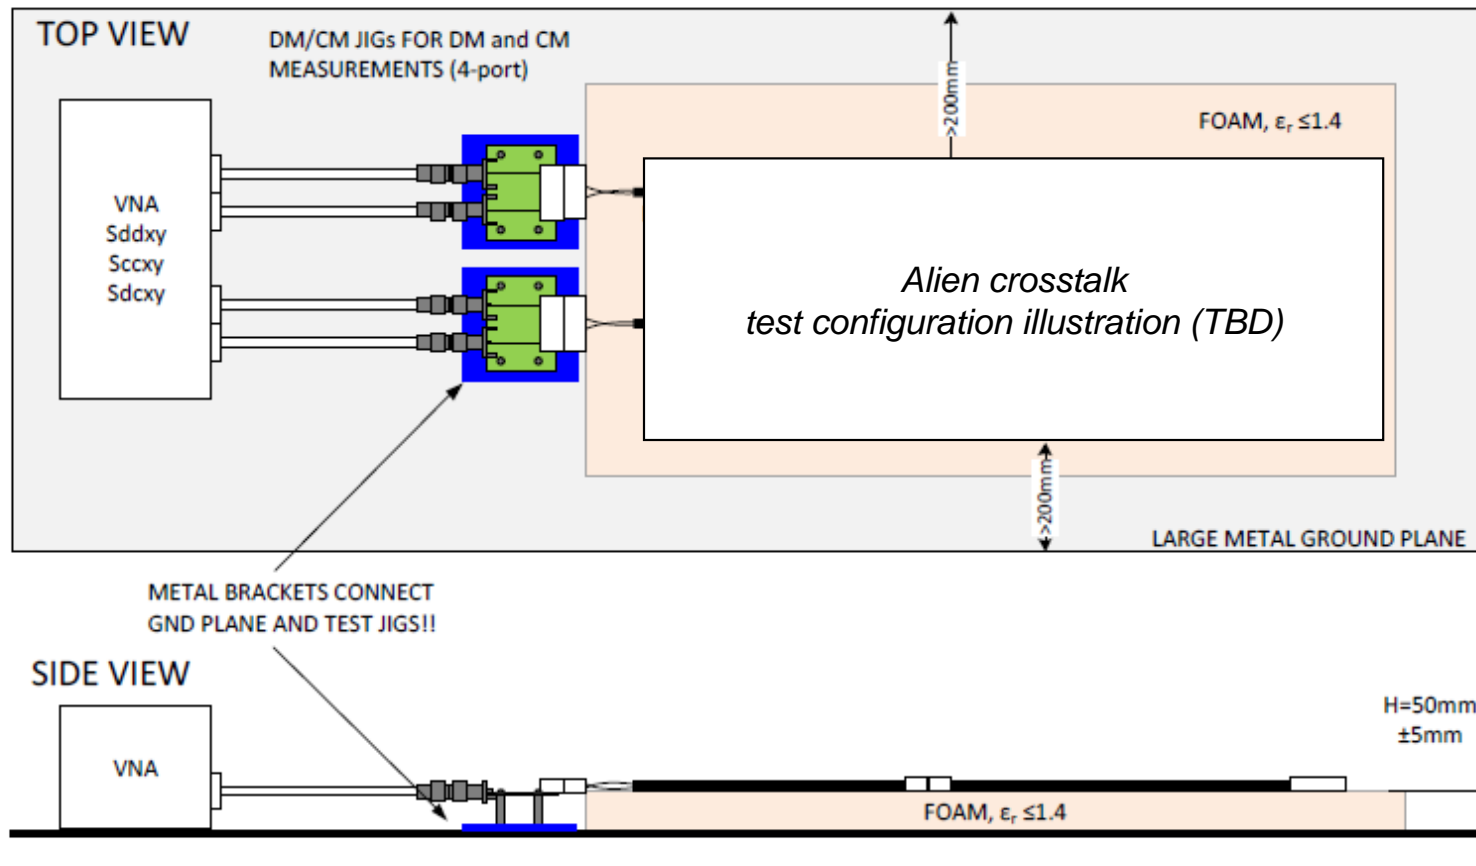 TOP VIEW
DM/CM JIGs FOR DM and CM
MEASUREMENTS (4-port)
>200mm
FOAM, εr ≤1.4
VNA
Sddxy
Sccxy
Sdcxy
Alien crosstalk
test configuration illustration (TBD)
>200mm
LARGE METAL GROUND PLANE
METAL BRACKETS CONNECT
GND PLANE AND TEST JIGS!!
SIDE VIEW
H=50mm
±5mm
VNA
FOAM, εr ≤1.4